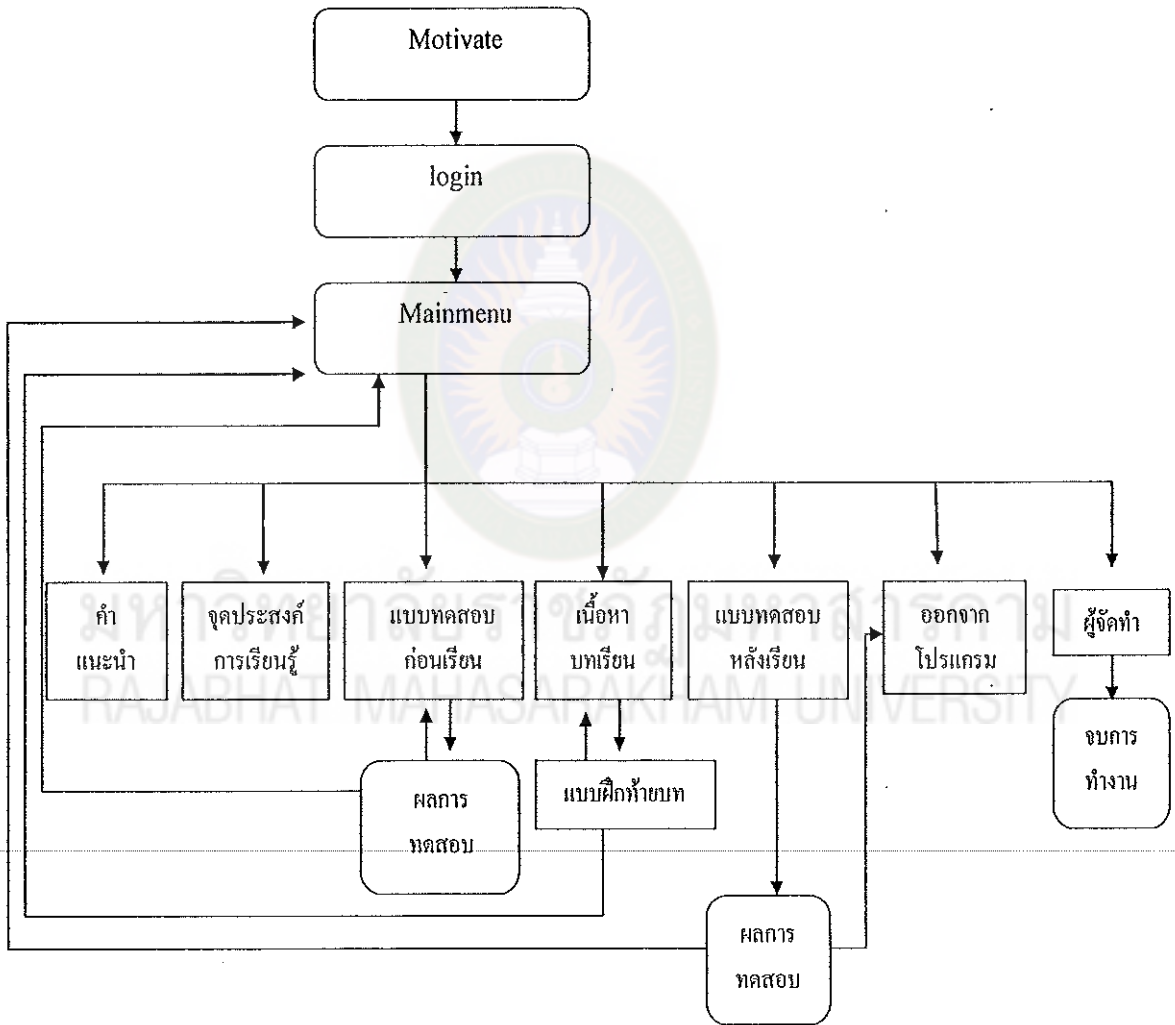 Motivate
login
Mainmenu
คำ
แนะนำ
จุดประสงค์
การเรียนรู้
แบบทดสอบ
ก่อนเรียน
เนื้อหา
บทเรียน
แบบทดสอบ
หลังเรียน
ออกจาก
โปรแกรม
ผู้จัดทำ
มหาวิทยาลัยราชภัฏมหาสารคาม
RAJABHAT MAHASARAKHAM UNIVERSITY
ผลการ
ทดสอบ
แบบฝึกท้ายบท
จบการ
ทำงาน
ผลการ
ทดสอบ